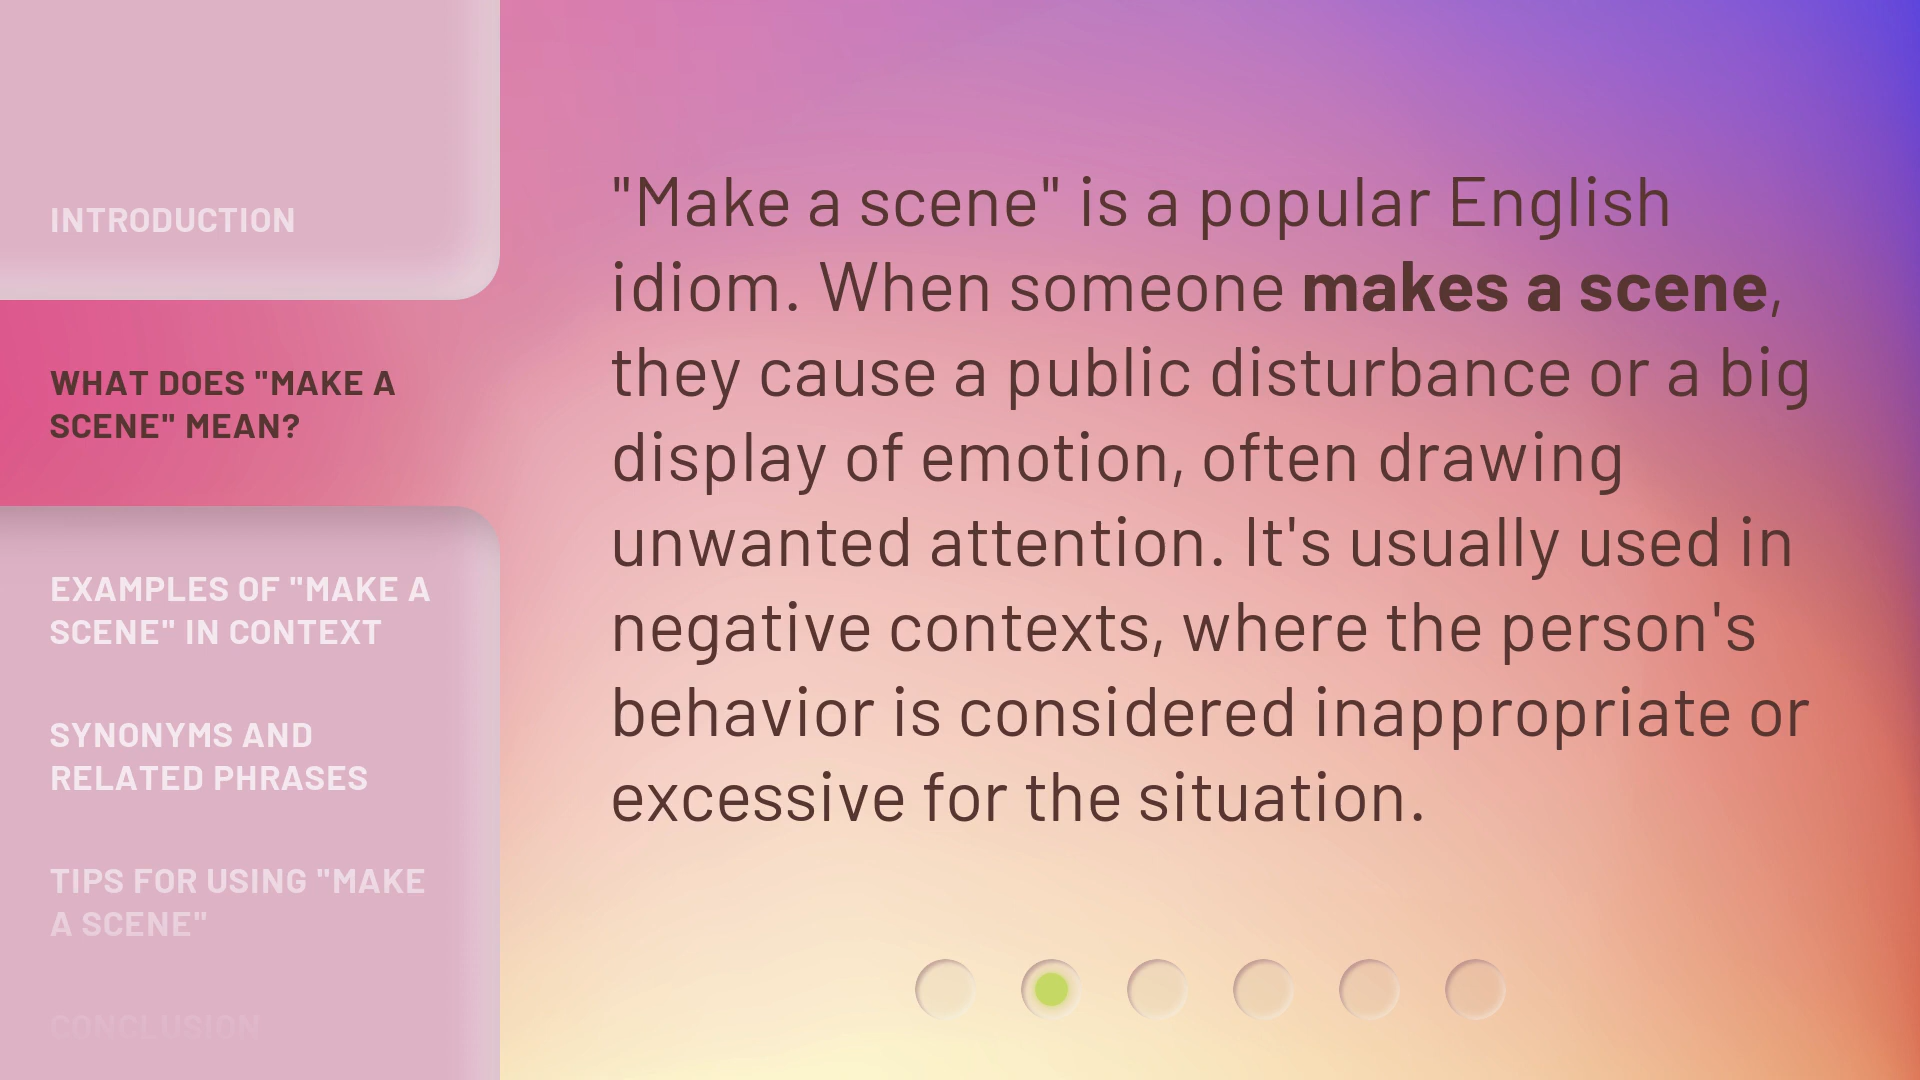 INTRODUCTION
WHAT DOES "MAKE A
SCENE" MEAN?
EXAMPLES OF "MAKE A
SCENE" IN CONTEXT
SYNONYMS AND
RELATED PHRASES
TIPS FOR USING "MAKE
A SCENE"
CONCLUSION
"Make a scene" is a popular English
idiom. When someone makes a scene,
they cause a public disturbance or a big
display of emotion, often drawing
unwanted attention. It's usually used in
negative contexts, where the person's
behavior is considered inappropriate or
excessive for the situation.